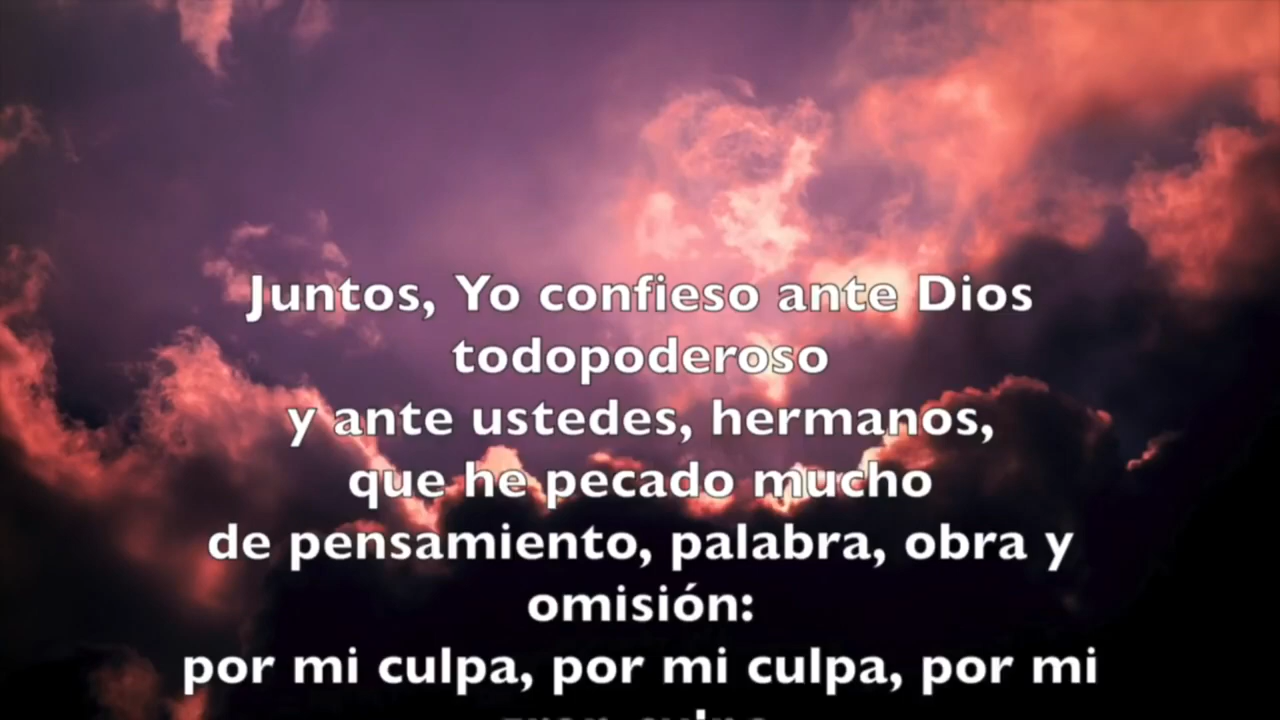 Juntos, Yo confieso ante Dios
todopoderoso
y ante ustedes, hermanos,
que he pecado mucho
de pensamiento, palabra, obra y
omisión:
por mi culpa, por mi culpa, por mi